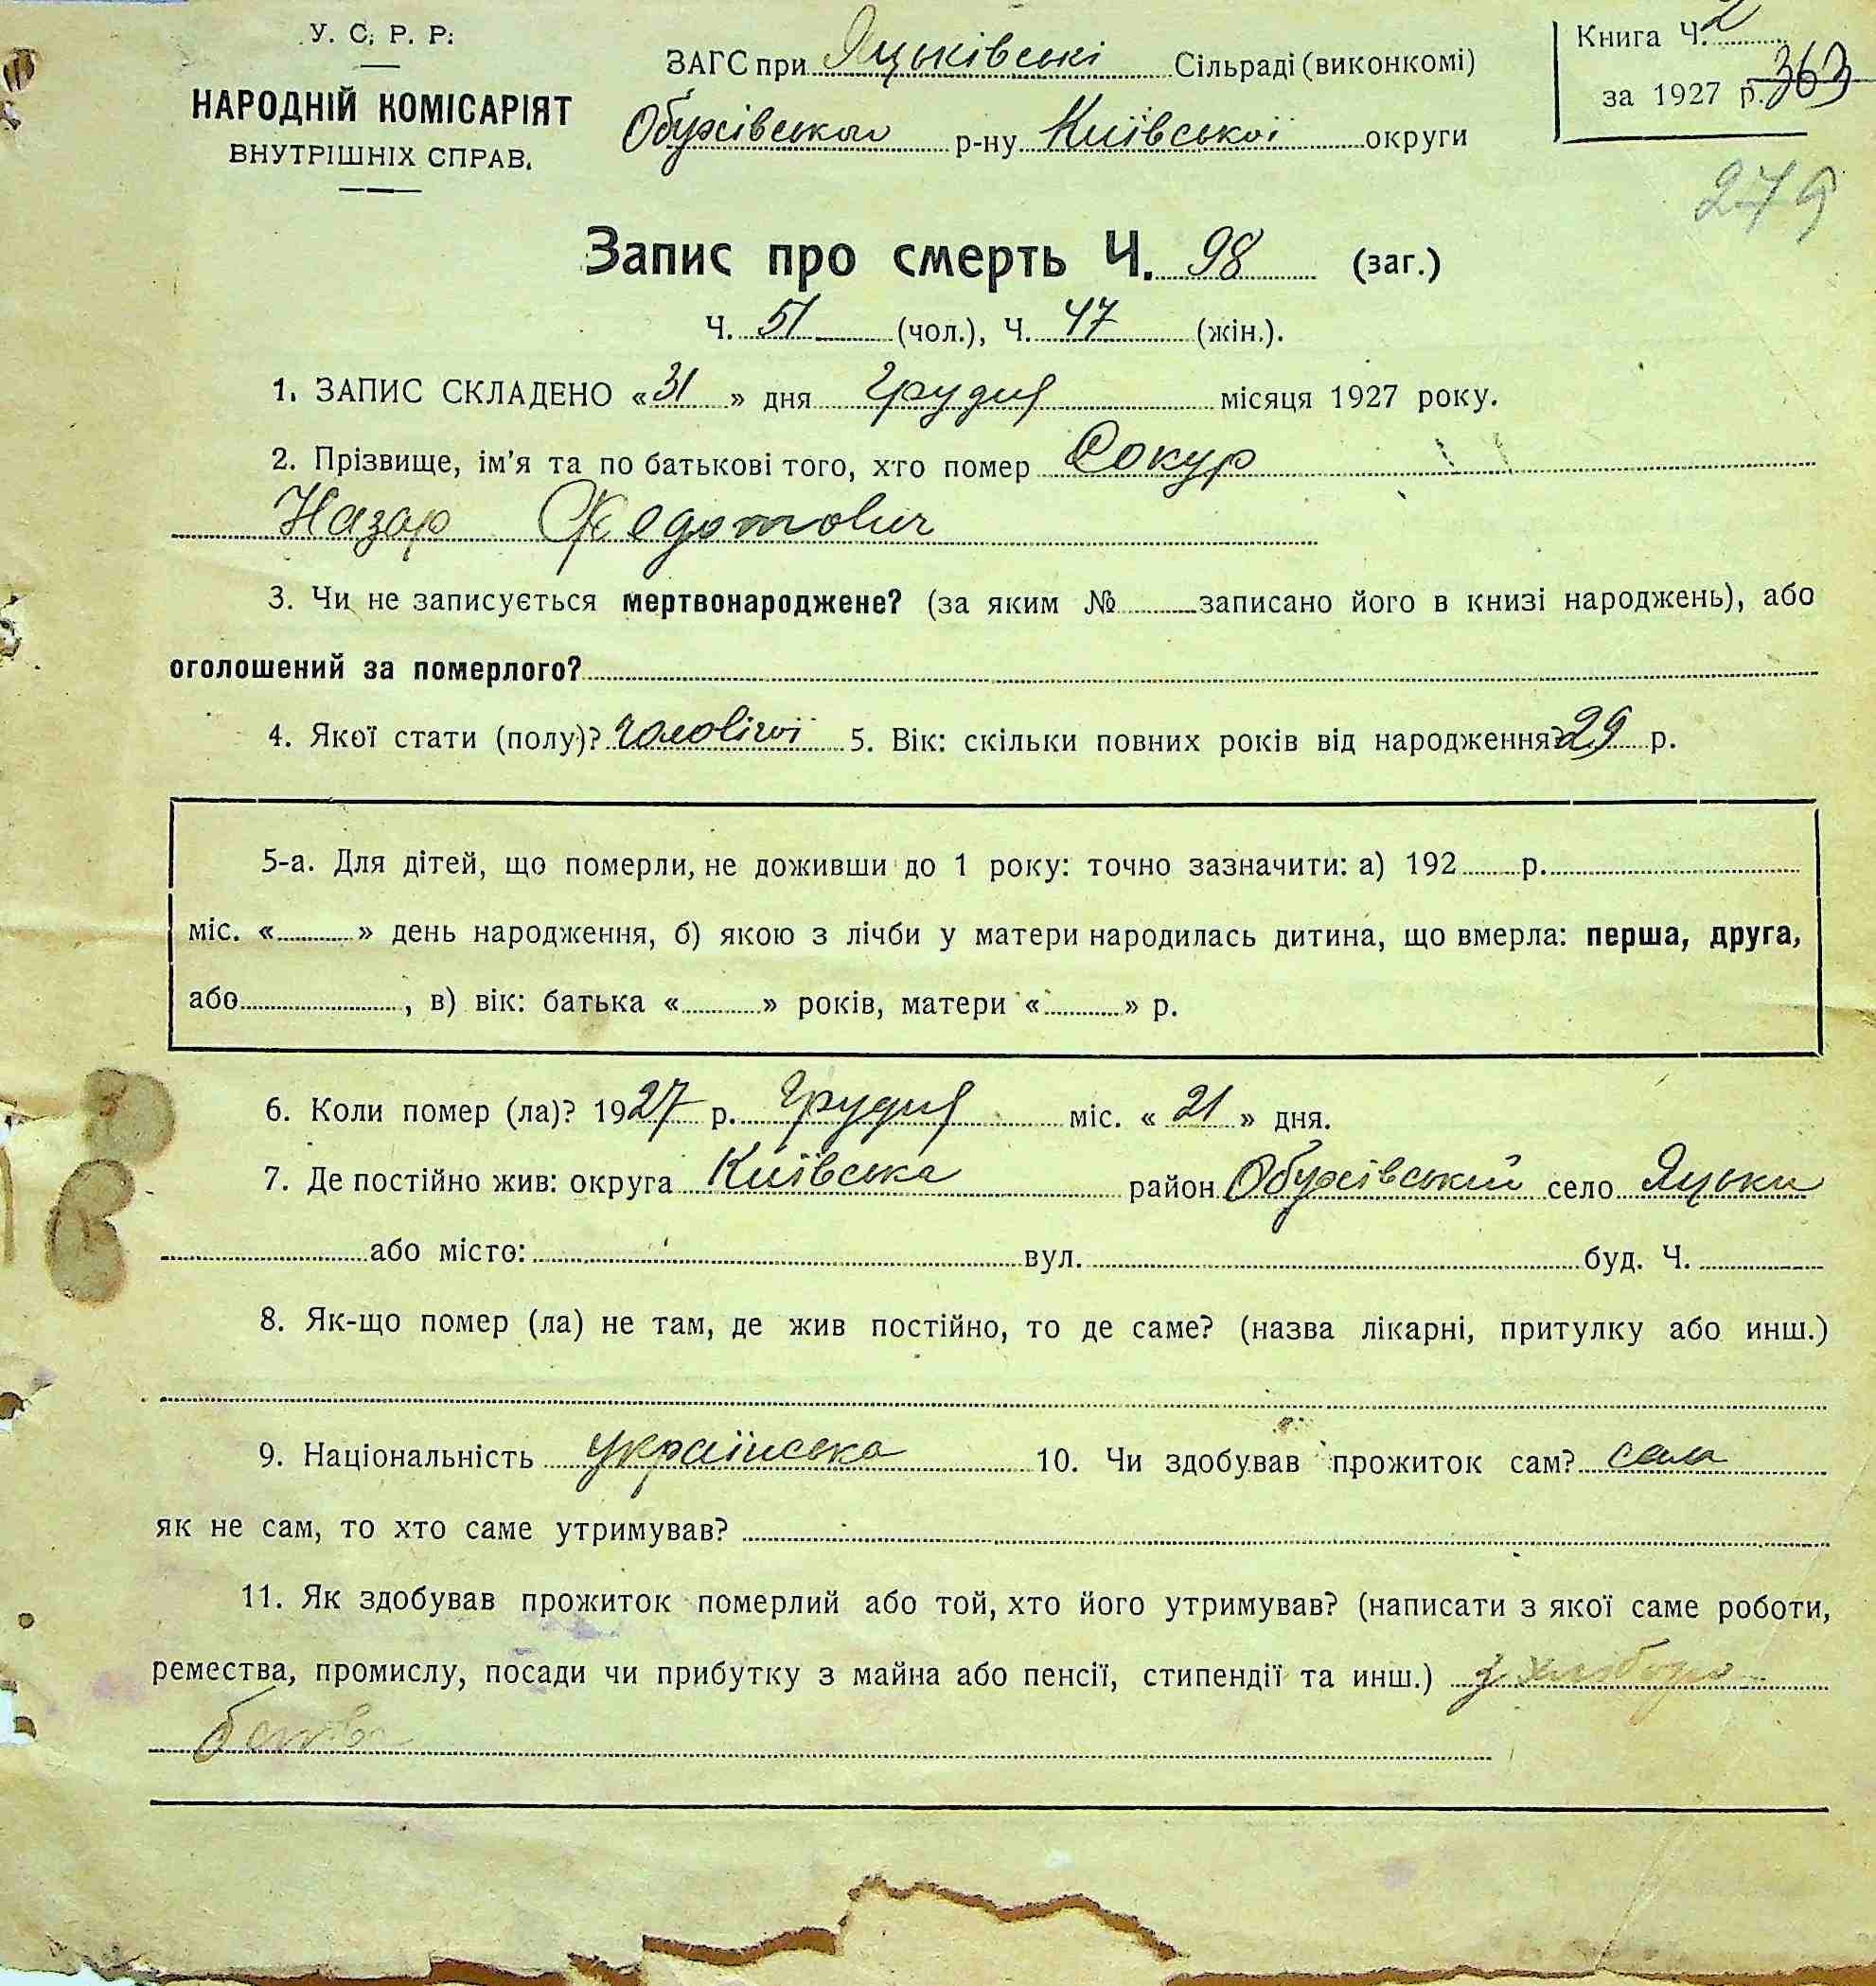 У. С. Р. Р.
НАРОДНІЙ КОМІСАРІЯТ
ВНУТРІШНІХ СПРАВ.
ЗАГС при Яцьківські Сільраді (виконкомі)
Обухівського р-ну Київської округи
Книга Ч. 2
за 1927 р. 363
279
Запис про смерть Ч. 98 (заг.)
Ч. 51 (чол.), Ч. 47 (жін.).
1. ЗАПИС СКЛАДЕНО «31» дня грудня місяця 1927 року.
2. Прізвище, ім'я та по батькові того, хто помер Сокур
Назар Федотович
3. Чи не записується мертвонароджене? (за яким № записано його в книзі народжень), або
оголошений за померлого?
4. Якої стати (полу)? чоловічої 5. Вік: скільки повних років від народження? 29 р.
5-а. Для дітей, що померли, не доживши до 1 року: точно зазначити: а) 192 р.
міс. « » день народження, б) якою з лічби у матери народилась дитина, що вмерла: перша, друга,
або , в) вік: батька « » років, матери « » р.
6. Коли помер (ла)? 1927 р. грудня міс. «21» дня.
7. Де постійно жив: округа Київська район Обухівський село Яцьки
або місто: вул. буд. Ч.
8. Як-що помер (ла) не там, де жив постійно, то де саме? (назва лікарні, притулку або инш.)
9. Національність українська 10. Чи здобував прожиток сам? сам
як не сам, то хто саме утримував?
11. Як здобував прожиток померлий або той, хто його утримував? (написати з якої саме роботи,
ремества, промислу, посади чи прибутку з майна або пенсії, стипендії та инш.) з хлібороб